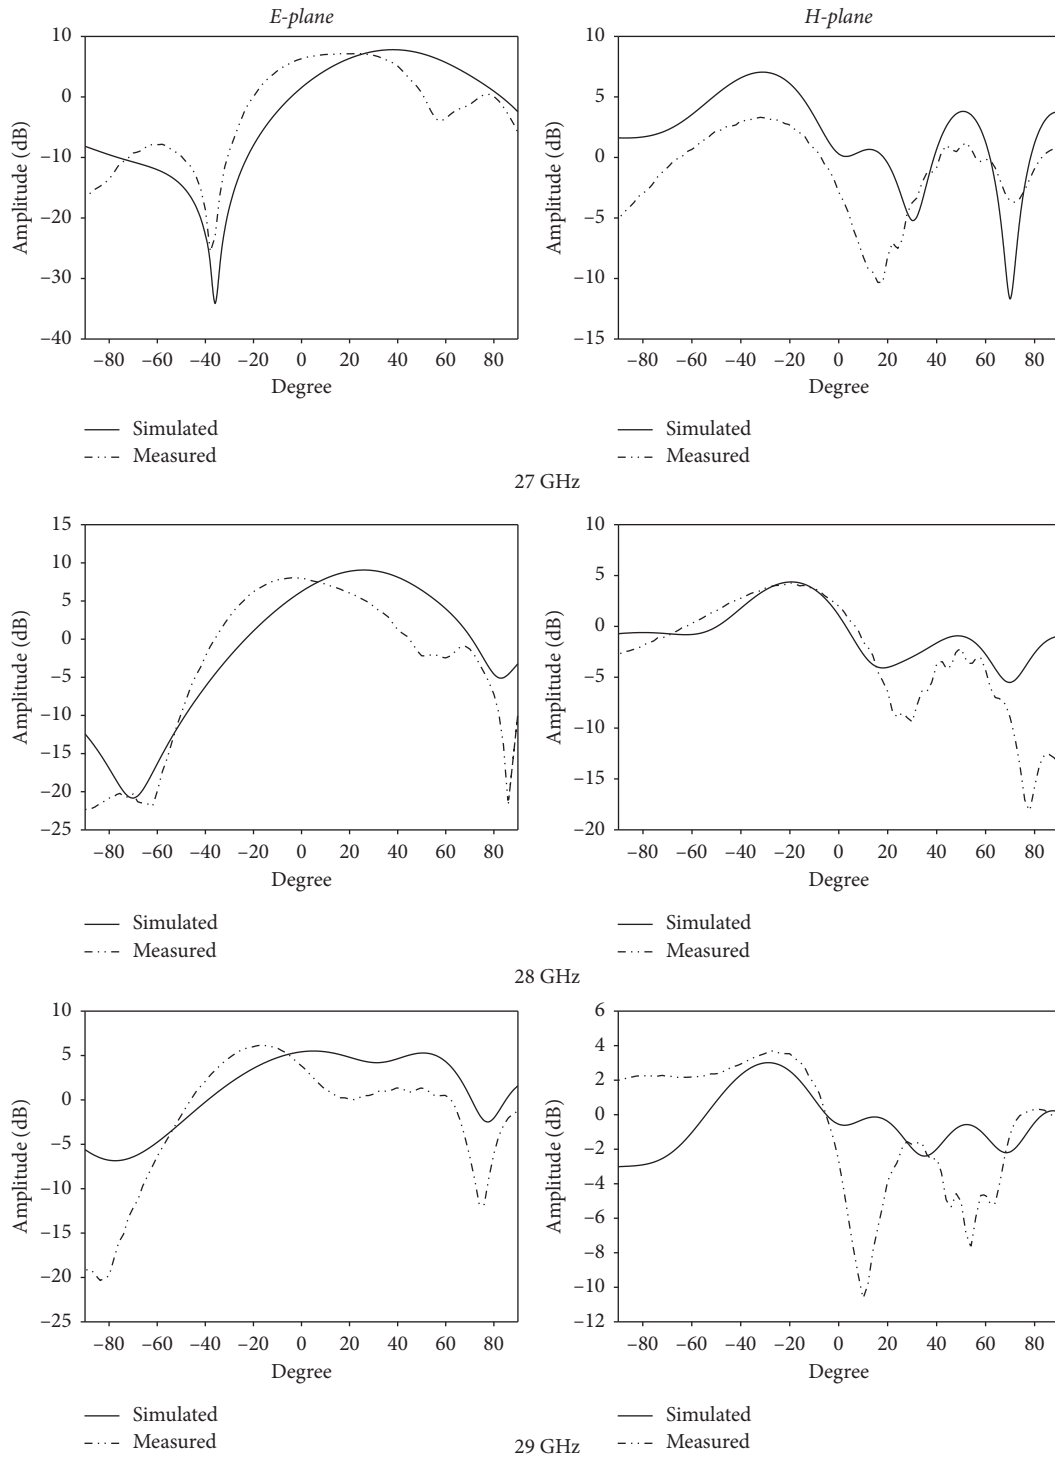 E-plane
H-plane
10
0
–10
–20
–30
–40
Amplitude (dB)
–80 –60 –40 –20 0 20 40 60 80
Degree
Simulated
Measured
10
5
0
–5
–10
–15
Amplitude (dB)
–80 –60 –40 –20 0 20 40 60 80
Degree
Simulated
Measured
27 GHz
15
10
5
0
–5
–10
–15
–20
–25
Amplitude (dB)
–80 –60 –40 –20 0 20 40 60 80
Degree
Simulated
Measured
10
5
0
–5
–10
–15
–20
Amplitude (dB)
–80 –60 –40 –20 0 20 40 60 80
Degree
Simulated
Measured
28 GHz
10
5
0
–5
–10
–15
–20
–25
Amplitude (dB)
–80 –60 –40 –20 0 20 40 60 80
Degree
Simulated
Measured
6
4
2
0
–2
–4
–6
–8
–10
–12
Amplitude (dB)
–80 –60 –40 –20 0 20 40 60 80
Degree
Simulated
Measured
29 GHz